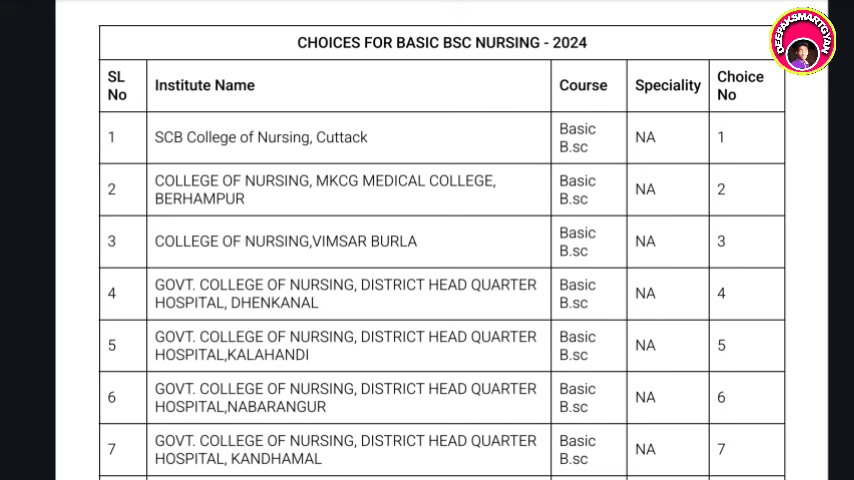 CHOICES FOR BASIC BSC NURSING - 2024
SL No Institute Name Course Speciality Choice No
1 SCB College of Nursing, Cuttack Basic B.sc NA 1
2 COLLEGE OF NURSING, MKCG MEDICAL COLLEGE, BERHAMPUR Basic B.sc NA 2
3 COLLEGE OF NURSING,VIMSAR BURLA Basic B.sc NA 3
4 GOVT. COLLEGE OF NURSING, DISTRICT HEAD QUARTER HOSPITAL, DHENKANAL Basic B.sc NA 4
5 GOVT. COLLEGE OF NURSING, DISTRICT HEAD QUARTER HOSPITAL,KALAHANDI Basic B.sc NA 5
6 GOVT. COLLEGE OF NURSING, DISTRICT HEAD QUARTER HOSPITAL,NABARANGUR Basic B.sc NA 6
7 GOVT. COLLEGE OF NURSING, DISTRICT HEAD QUARTER HOSPITAL, KANDHAMAL Basic B.sc NA 7
DEEPAKSMARTGYAN